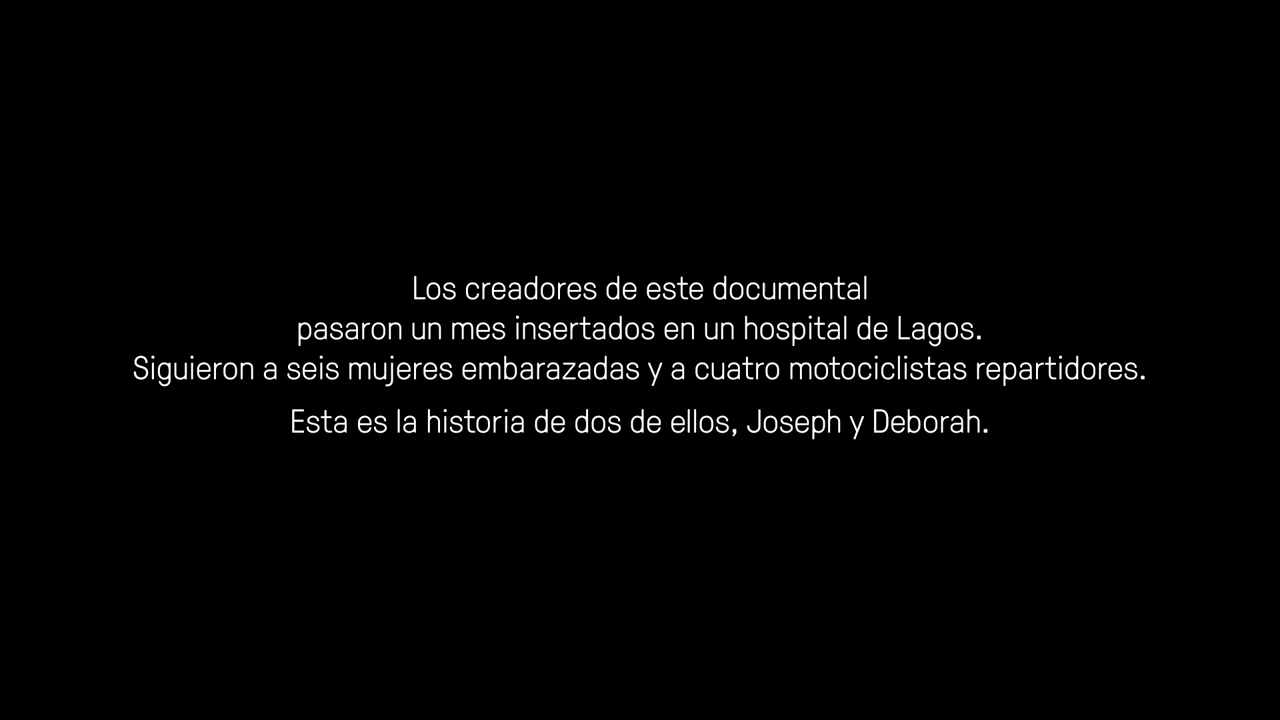 Los creadores de este documental
pasaron un mes insertados en un hospital de Lagos.
Siguieron a seis mujeres embarazadas y a cuatro motociclistas repartidores.
Esta es la historia de dos de ellos, Joseph y Deborah.